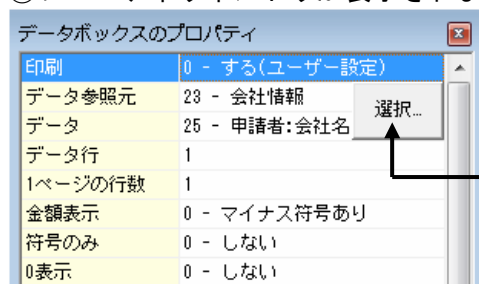 データボックスのプロパティ
印刷 0 - する(ユーザー設定)
データ参照元 23 - 会社情報
選択...
データ 25 - 申請者:会社名
データ行 1
1ページの行数 1
金額表示 0 - マイナス符号あり
符号のみ 0 - しない
0表示 0 - しない